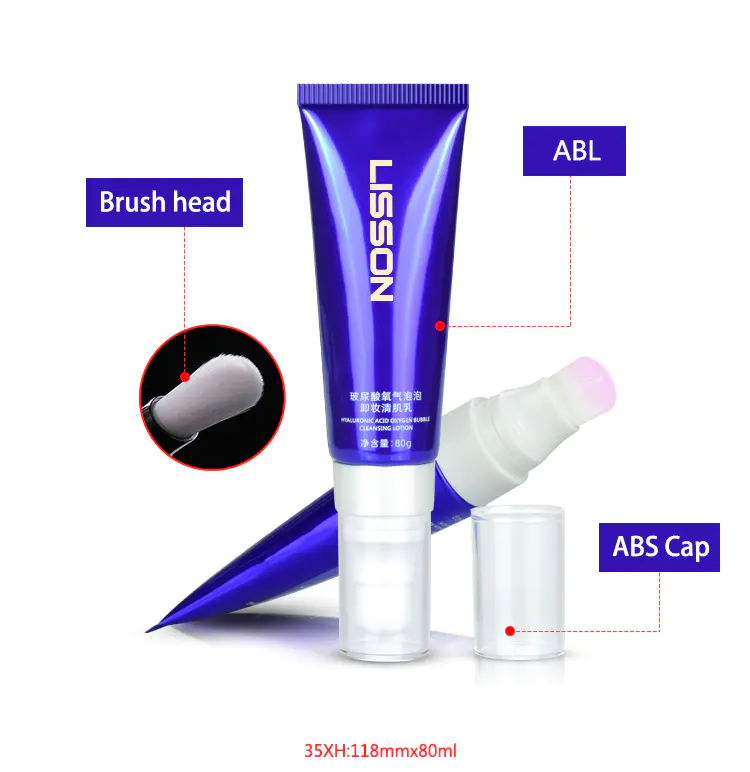 ABL
Brush head
LISSON
玻尿酸氧气泡泡
卸妆清肌乳
HYALURONIC ACID OXYGEN BUBBLE
CLEANSING LOTION
净含量: 80g
ABS Cap
35XH:118mmx80ml